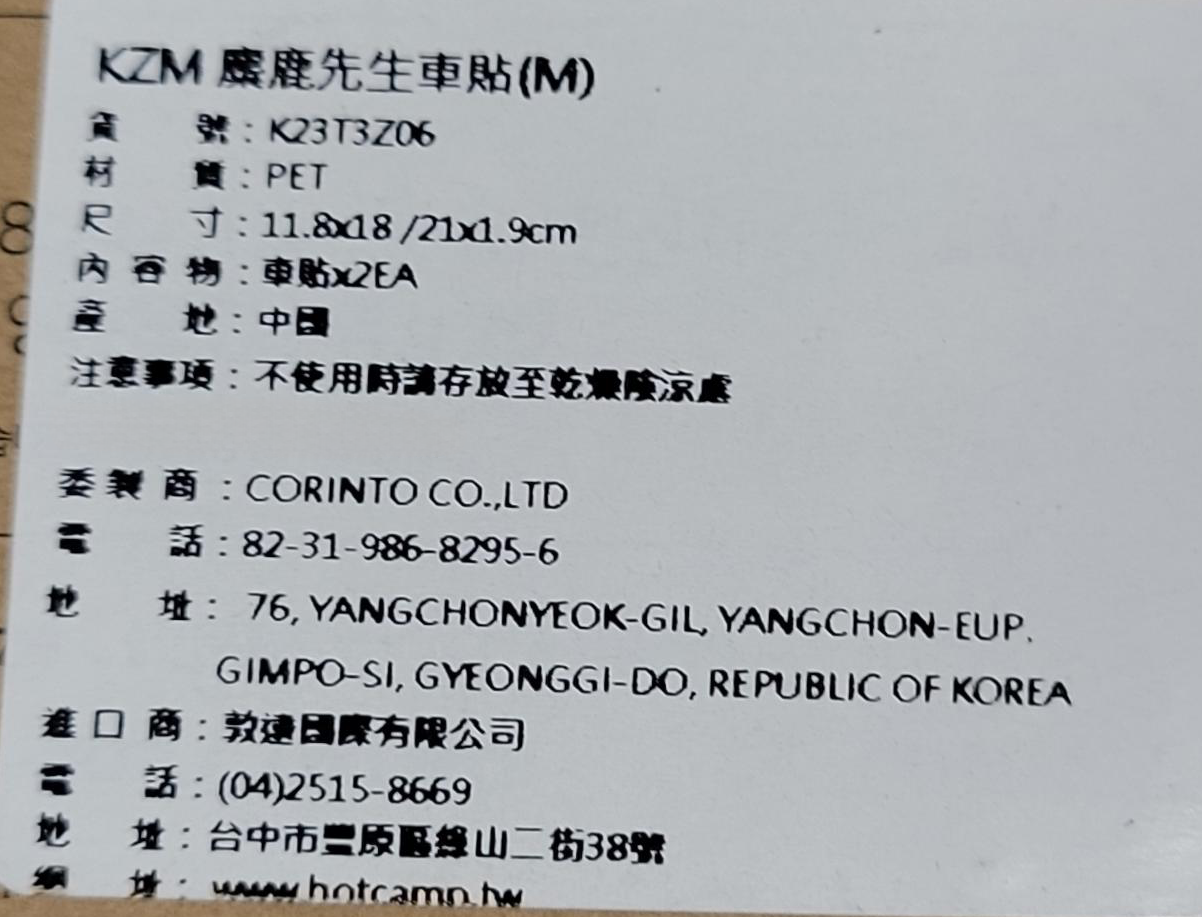 KZM 麋鹿先生車貼(M)
貨 號：K23T3Z06
材 質：PET
尺 寸：11.8x18 /21x1.9cm
內 容 物：車貼x2EA
產 地：中國
注意事項：不使用時請存放至乾燥陰涼處
委 製 商：CORINTO CO.,LTD
電 話：82-31-986-8295-6
地 址： 76, YANGCHONYEOK-GIL, YANGCHON-EUP.
GIMPO-SI, GYEONGGI-DO, REPUBLIC OF KOREA
進 口 商：敦達國際有限公司
電 話：(04)2515-8669
地 址：台中市豐原區綠山二街38號
網 址：www.hotcamp.tw